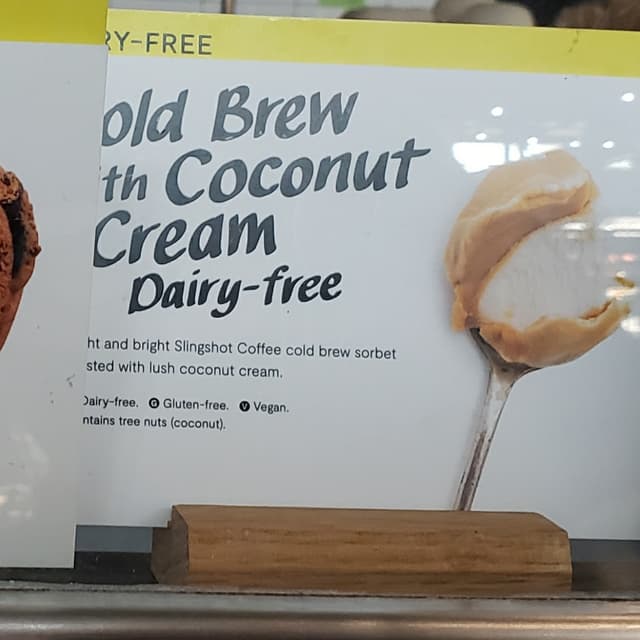 RY-FREE
old Brew
th Coconut
Cream
Dairy-free
ht and bright Slingshot Coffee cold brew sorbet
sted with lush coconut cream.
Dairy-free. G Gluten-free. V Vegan.
ntains tree nuts (coconut).